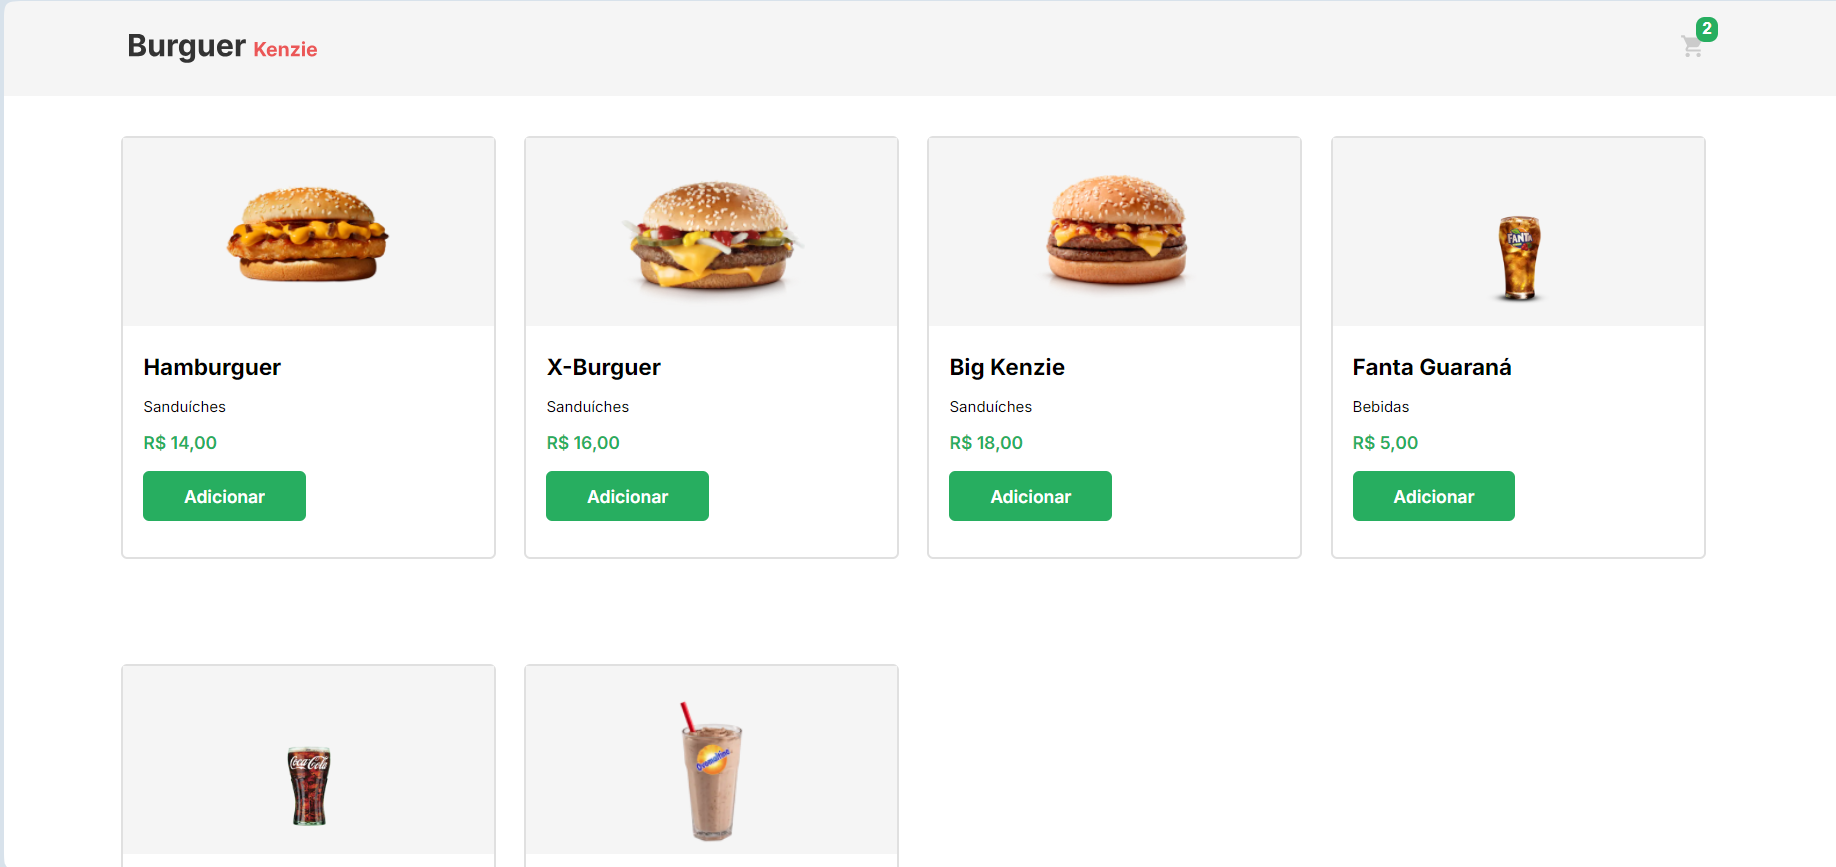 Burguer Kenzie
2
FANTA
Hamburguer
Sanduíches
R$ 14,00
Adicionar
X-Burguer
Sanduíches
R$ 16,00
Adicionar
Big Kenzie
Sanduíches
R$ 18,00
Adicionar
Fanta Guaraná
Bebidas
R$ 5,00
Adicionar
Coca-Cola
Ovomaltine